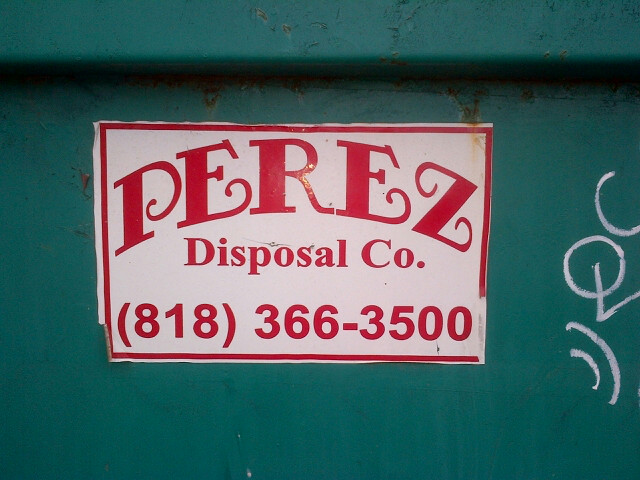 PEREZ
Disposal Co.
(818) 366-3500